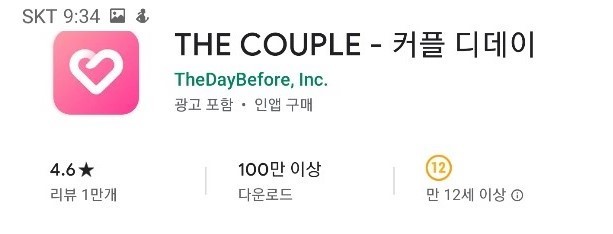 SKT 9:34
THE COUPLE - 커플 디데이
TheDayBefore, Inc.
광고 포함 • 인앱 구매
4.6★ 100만 이상 12
리뷰 1만개 다운로드 만 12세 이상